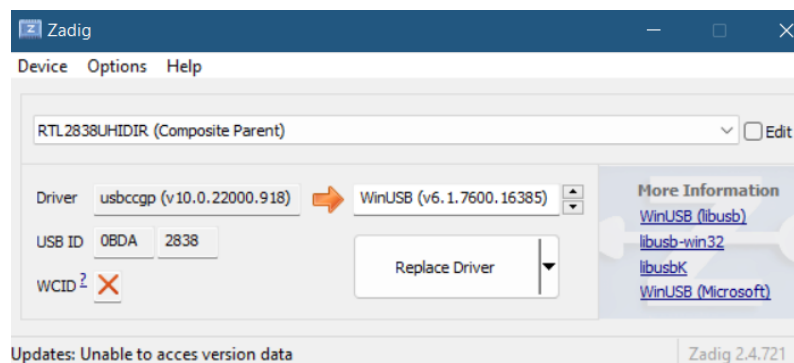 Zadig
Device Options Help
RTL2838UHIDIR (Composite Parent)
Edit
Driver usbccgp (v10.0.22000.918) WinUSB (v6.1.7600.16385)
More Information
WinUSB (libusb)
USB ID 0BDA 2838
libusb-win32
Replace Driver
libusbK
WCID ?
WinUSB (Microsoft)
Updates: Unable to acces version data
Zadig 2.4.721